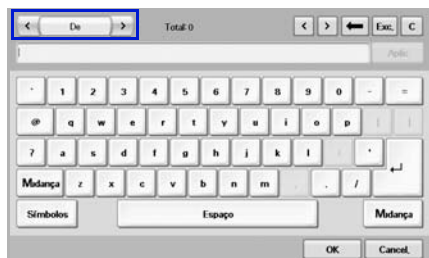 < De > Total: 0 < > ← Exc. C
Aplic.
1 2 3 4 5 6 7 8 9 0 - =
@ q w e r t y u i o p [ ]
? a s d f g h j k l '
Mudança z x c v b n m , . /
Símbolos Espaço Mudança
OK Cancel.